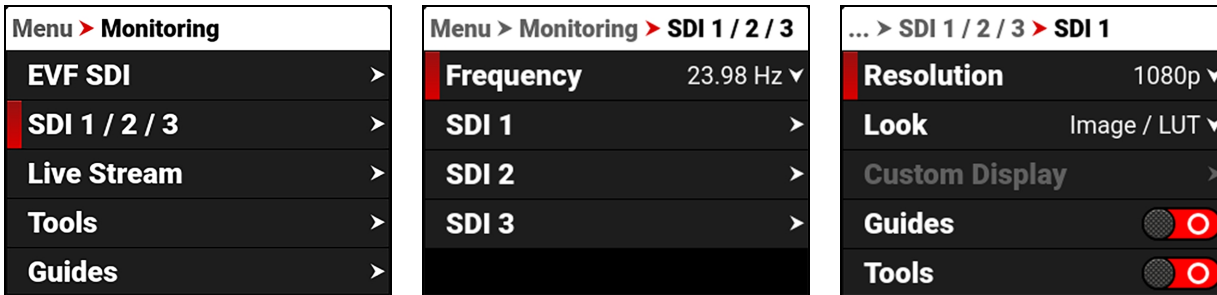 Menu > Monitoring
EVF SDI
SDI 1 / 2 / 3
Live Stream
Tools
Guides
Menu > Monitoring > SDI 1 / 2 / 3
Frequency 23.98 Hz
SDI 1
SDI 2
SDI 3
... > SDI 1 / 2 / 3 > SDI 1
Resolution 1080p
Look Image / LUT
Custom Display
Guides
Tools